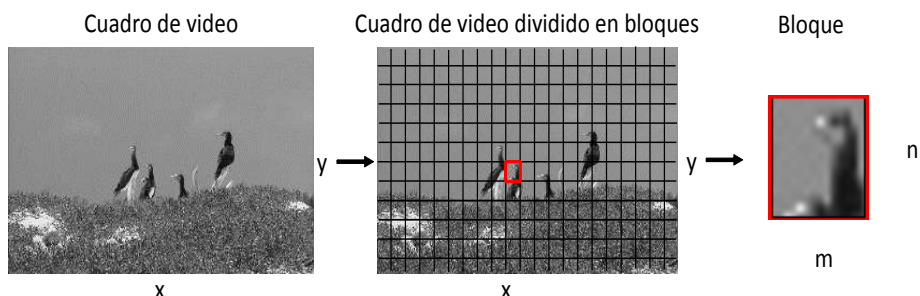 Cuadro de video
Cuadro de video dividido en bloques
Bloque
y
y
n
m
x
x